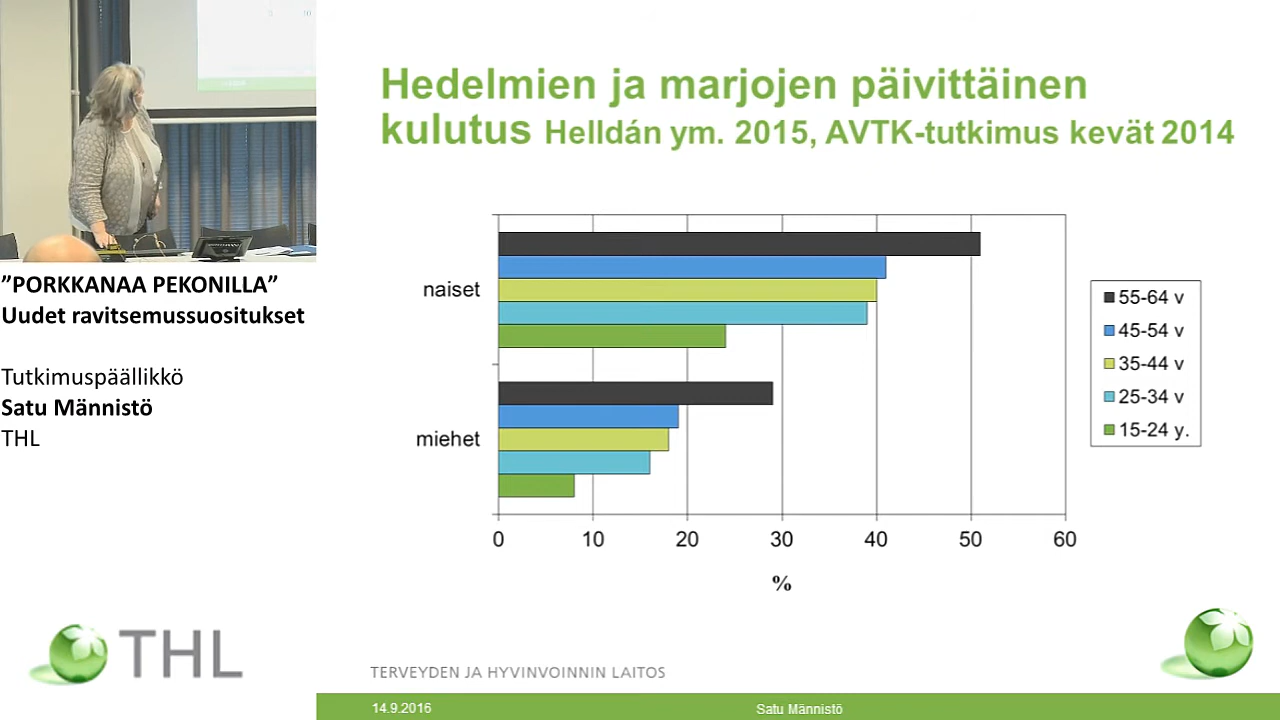 Hedelmien ja marjojen päivittäinen
kulutus Helldán ym. 2015, AVTK-tutkimus kevät 2014
”PORKKANAA PEKONILLA”
Uudet ravitsemussuositukset
Tutkimuspäällikkö
Satu Männistö
THL
naiset
miehet
0 10 20 30 40 50 60
%
55-64 v
45-54 v
35-44 v
25-34 v
15-24 y.
THL
TERVEYDEN JA HYVINVOINNIN LAITOS
14.9.2016
Satu Männistö